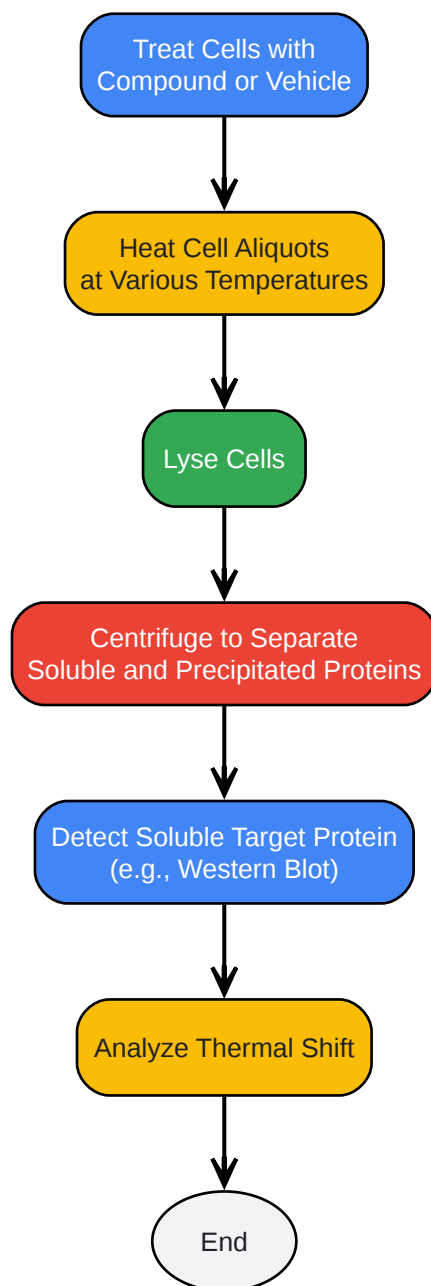 Treat Cells with
Compound or Vehicle
Heat Cell Aliquots
at Various Temperatures
Lyse Cells
Centrifuge to Separate
Soluble and Precipitated Proteins
Detect Soluble Target Protein
(e.g., Western Blot)
Analyze Thermal Shift
End